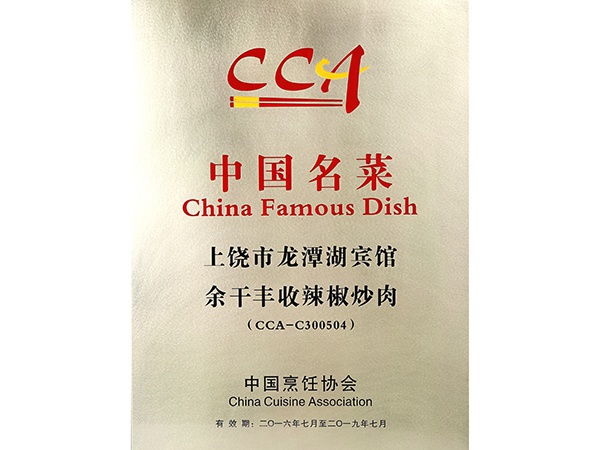 CCA
中国名菜
China Famous Dish
上饶市龙潭湖宾馆
余干丰收辣椒炒肉
(CCA-C300504)
中国烹饪协会
China Cuisine Association
有 效 期：二〇一六年七月至二〇一九年七月